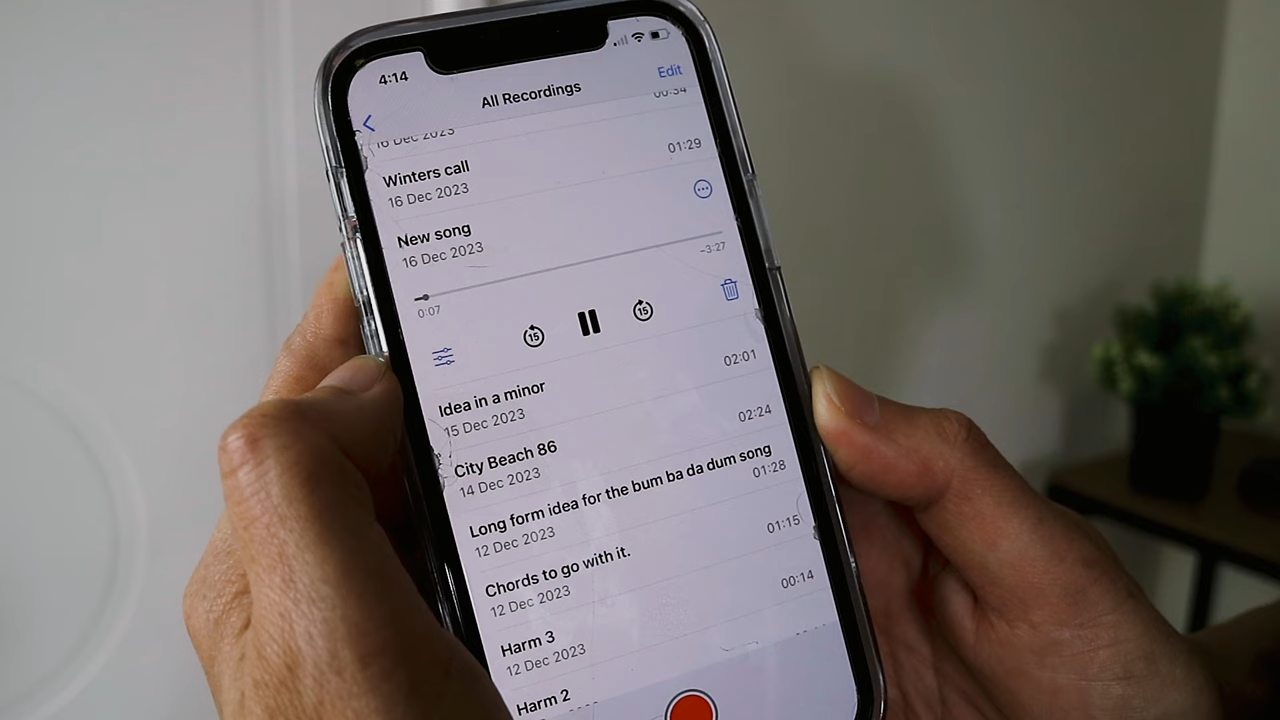 4:14
All Recordings
Edit
00:34
16 Dec 2023
Winters call
01:29
16 Dec 2023
New song
16 Dec 2023
0:07
-3:27
15
15
Idea in a minor
02:01
15 Dec 2023
City Beach 86
02:24
14 Dec 2023
Long form idea for the bum ba da dum song
12 Dec 2023
01:28
Chords to go with it.
01:15
12 Dec 2023
Harm 3
00:14
12 Dec 2023
Harm 2